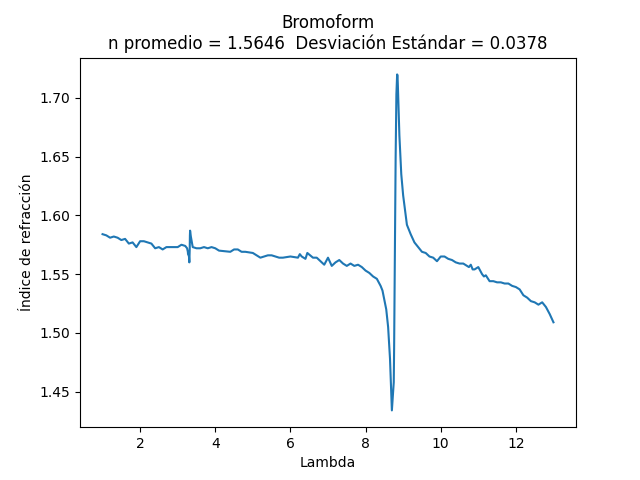 Bromoform
n promedio = 1.5646  Desviación Estándar = 0.0378
Índice de refracción
1.70
1.65
1.60
1.55
1.50
1.45
2 4 6 8 10 12
Lambda